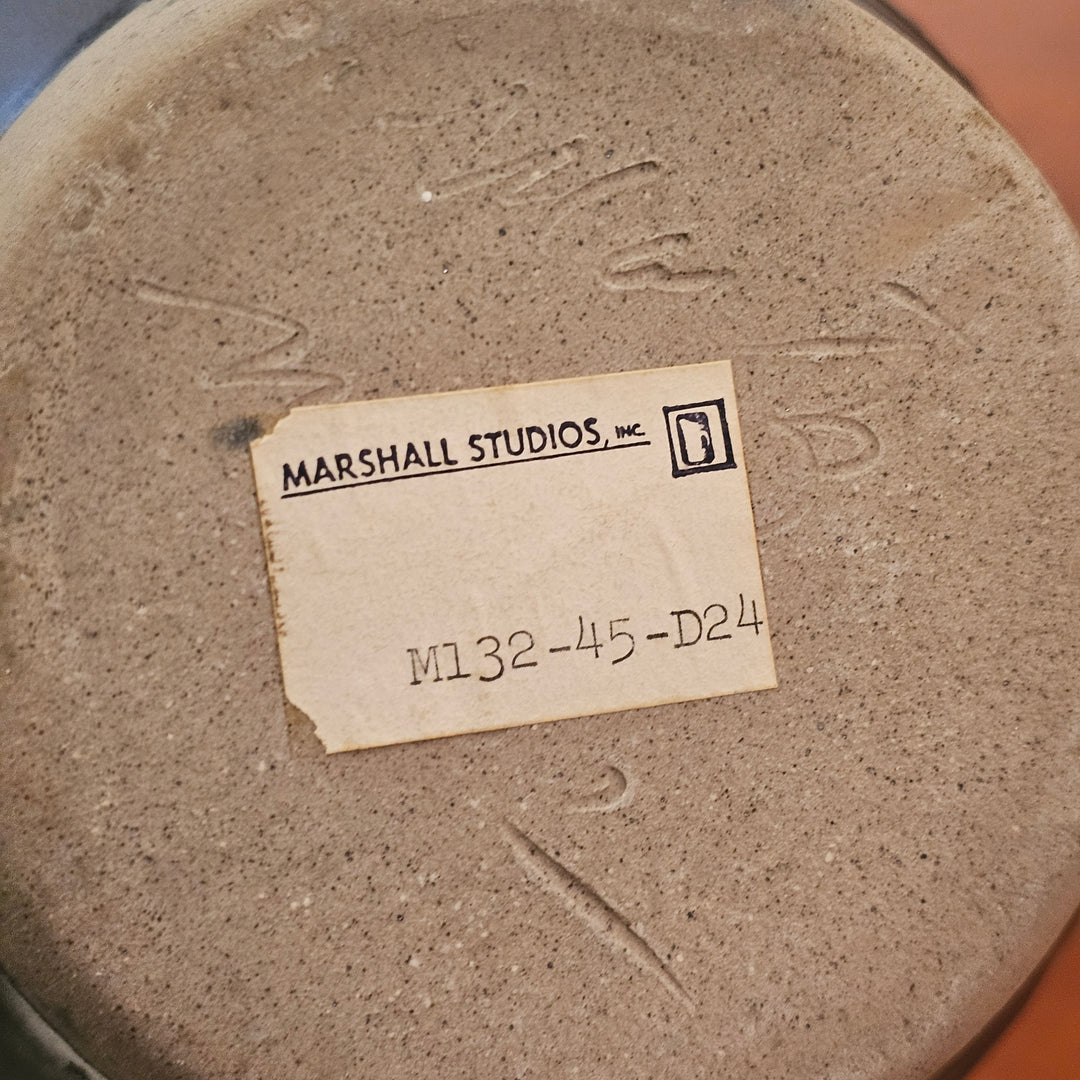 MARSHALL STUDIOS, INC.
M132-45-D24